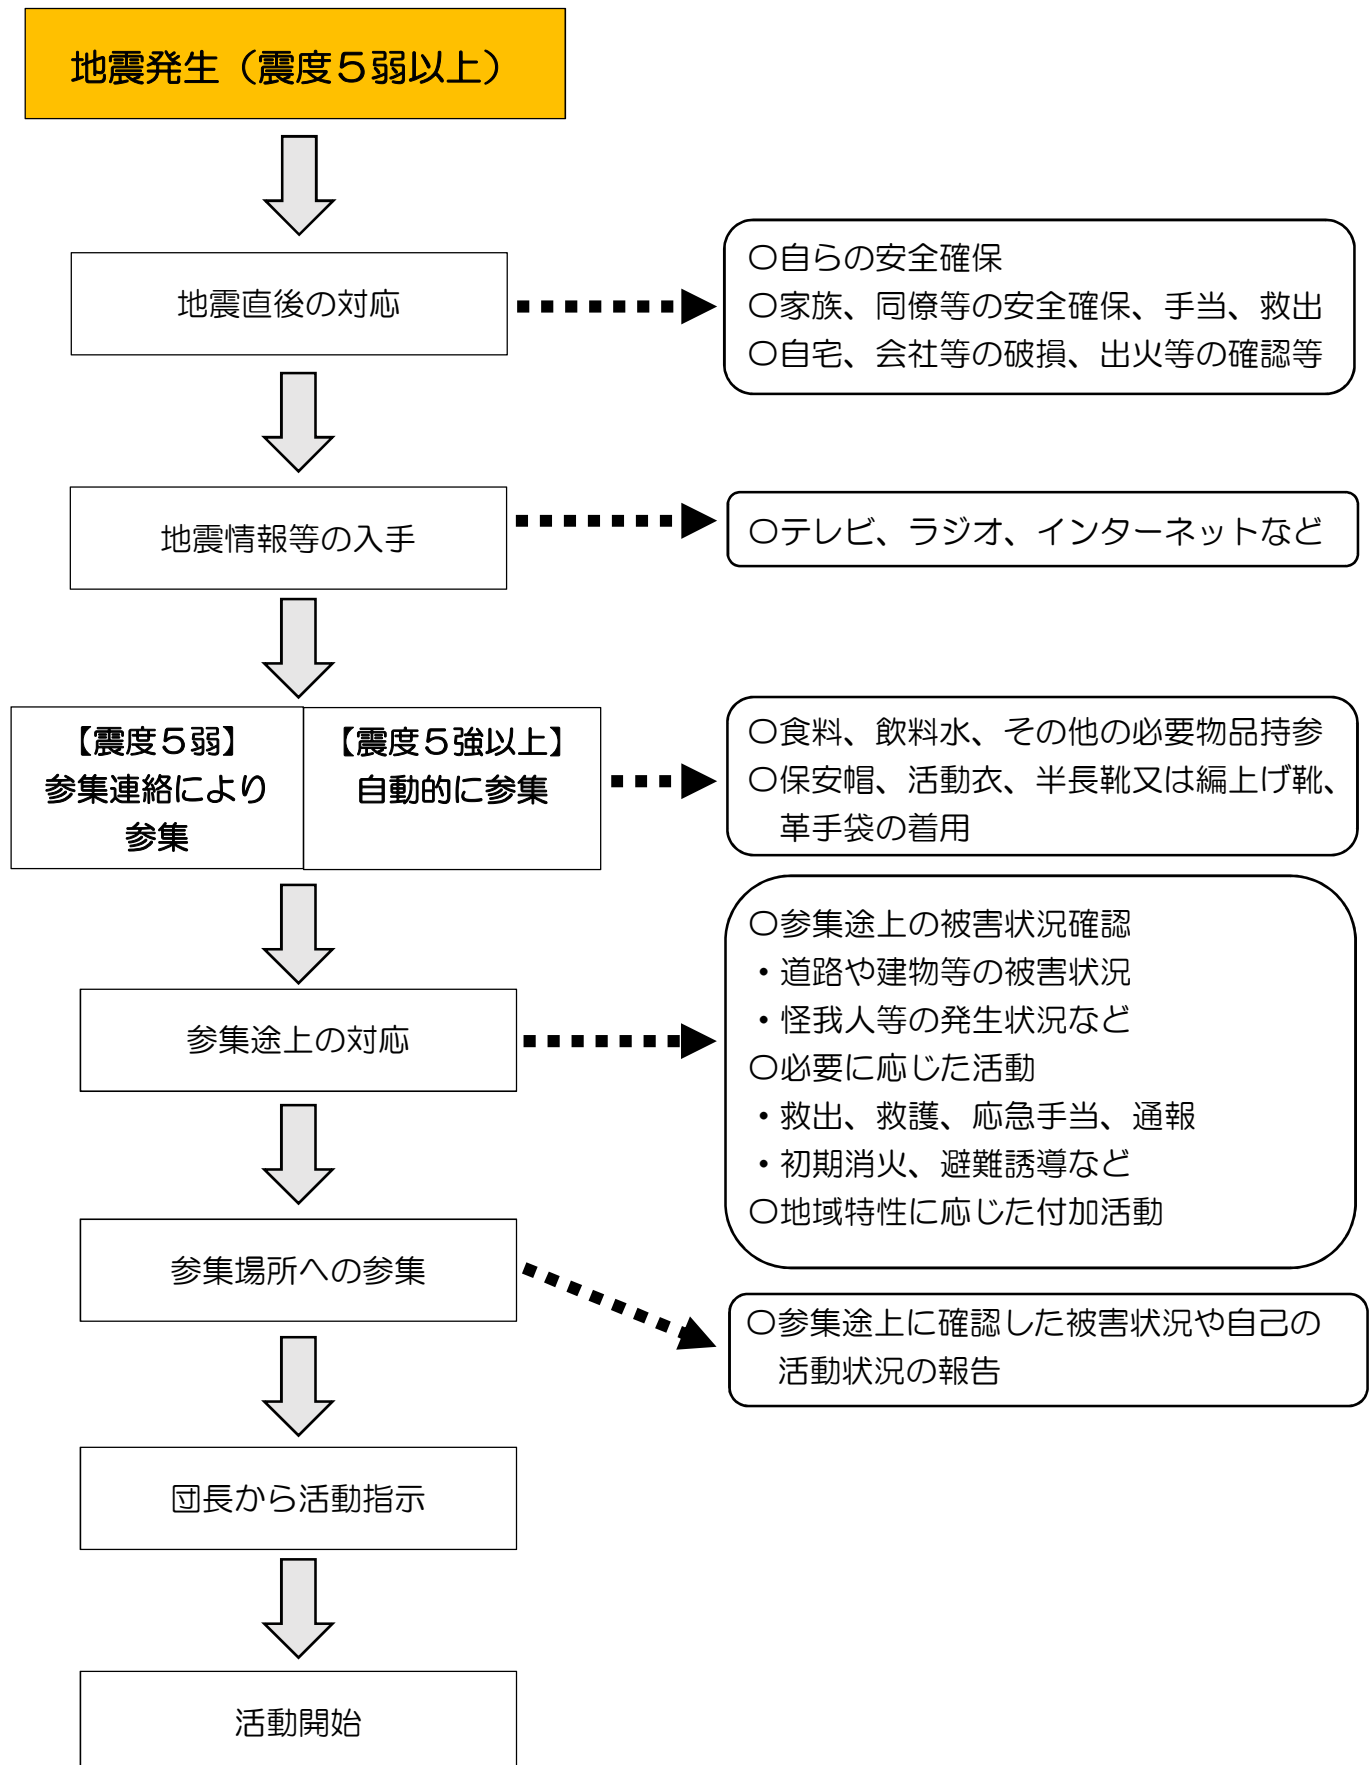 地震発生（震度５弱以上）
地震直後の対応
〇自らの安全確保
〇家族、同僚等の安全確保、手当、救出
〇自宅、会社等の破損、出火等の確認等
地震情報等の入手
〇テレビ、ラジオ、インターネットなど
【震度５弱】
参集連絡により
参集
【震度５強以上】
自動的に参集
〇食料、飲料水、その他の必要物品持参
〇保安帽、活動衣、半長靴又は編上げ靴、
革手袋の着用
参集途上の対応
〇参集途上の被害状況確認
・道路や建物等の被害状況
・怪我人等の発生状況など
〇必要に応じた活動
・救出、救護、応急手当、通報
・初期消火、避難誘導など
〇地域特性に応じた付加活動
参集場所への参集
〇参集途上に確認した被害状況や自己の
活動状況の報告
団長から活動指示
活動開始